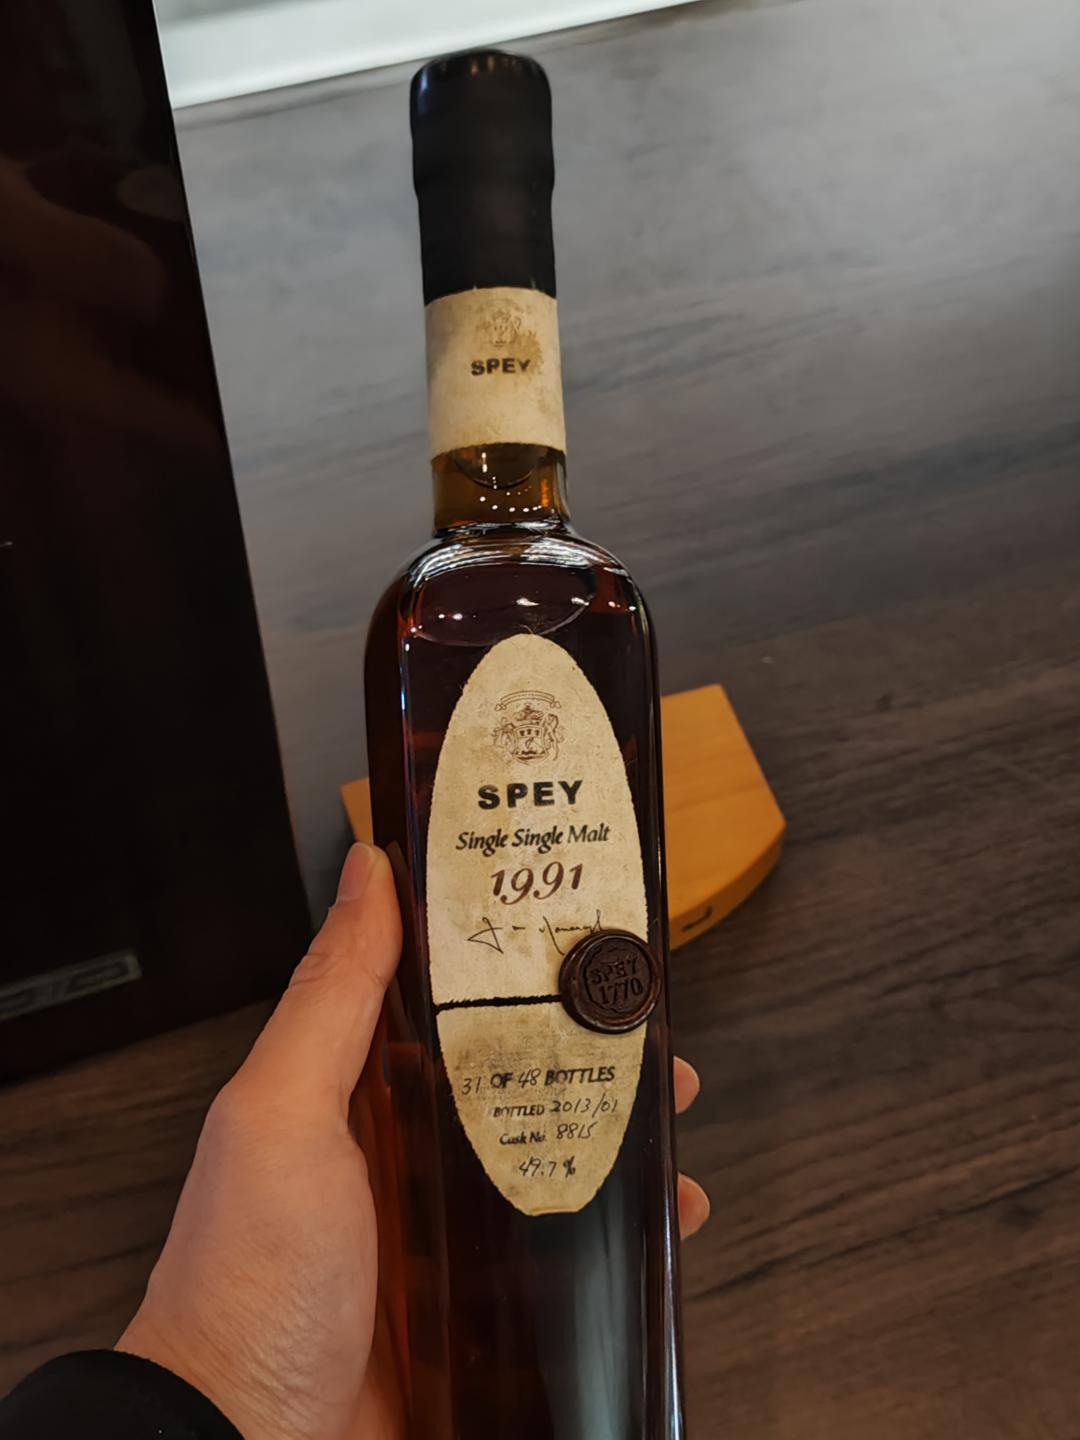 SPEY
SPEY
Single Single Malt
1991
SPEY
1770
31 OF 48 BOTTLES
BOTTLED 2013/01
Cask No. 8815
49.7%